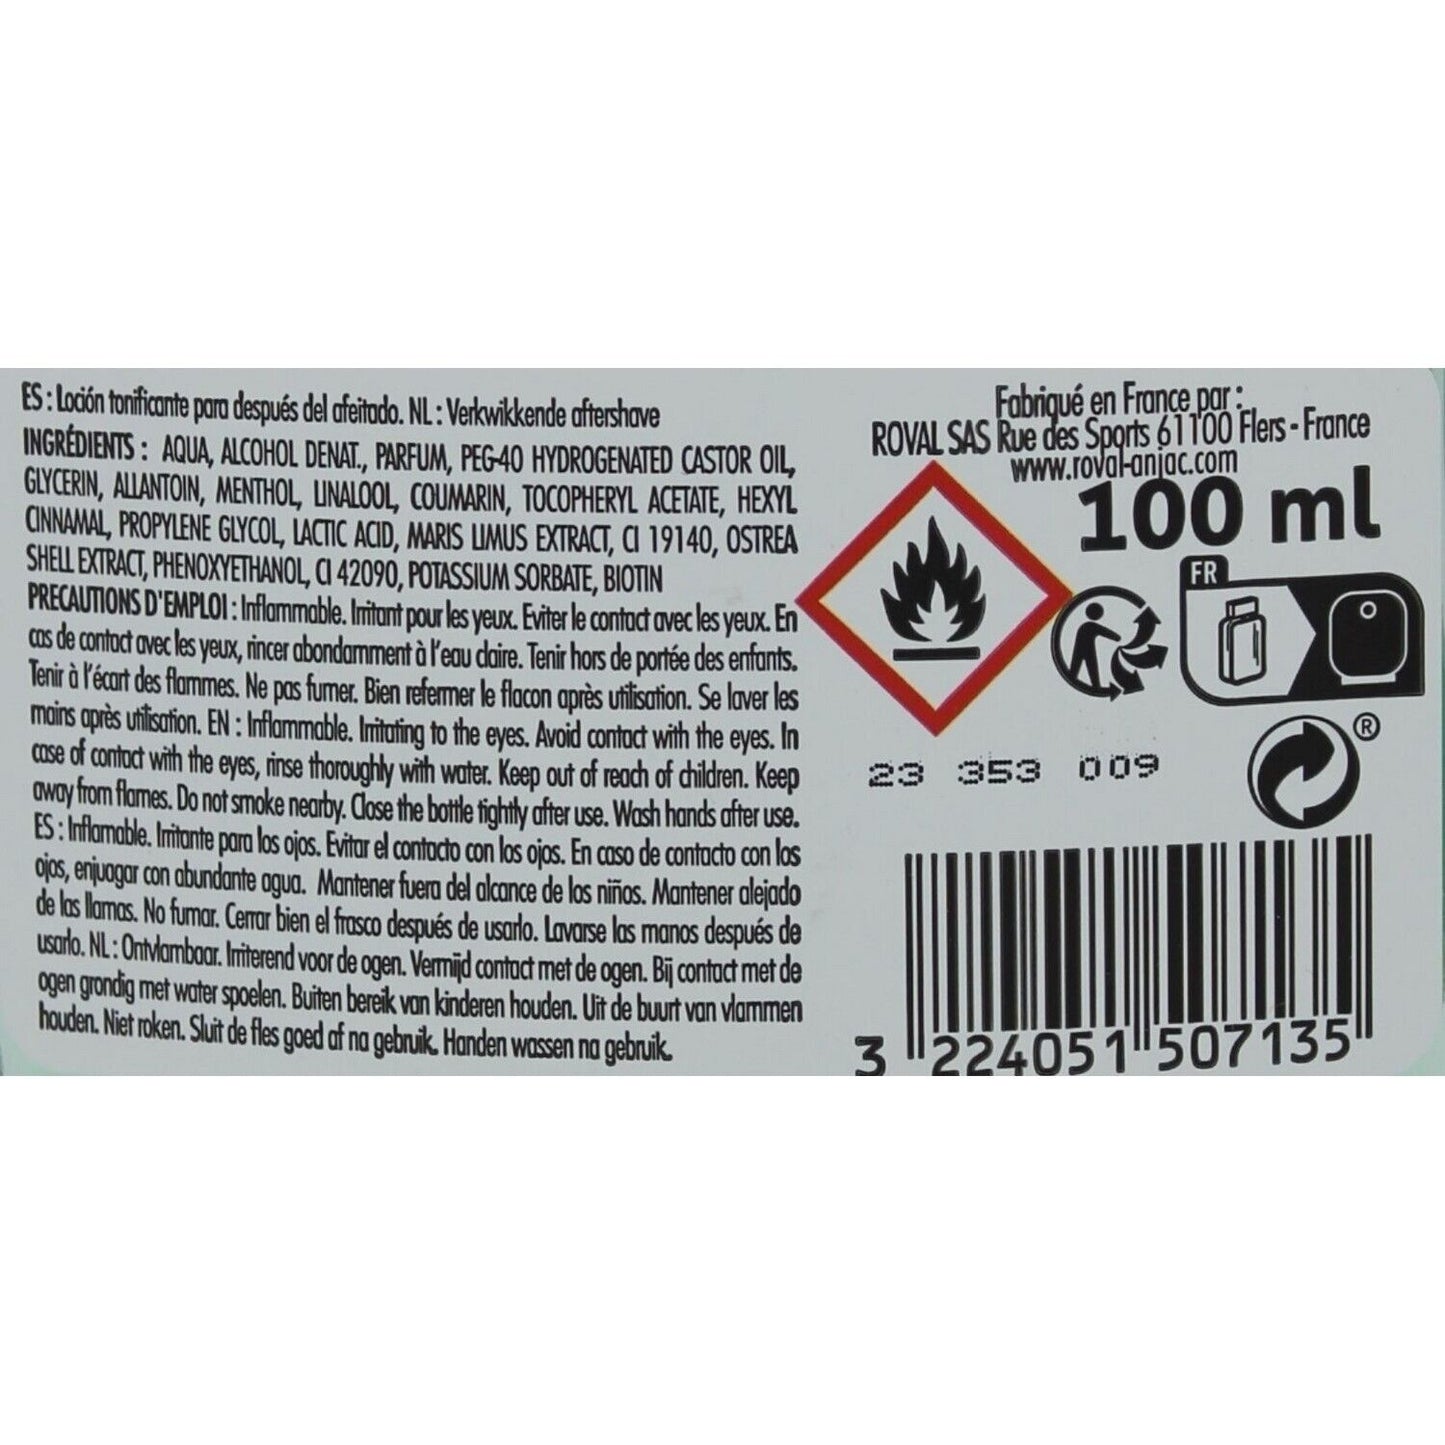 ES : Loción tonificante para después del afeitado. NL : Verkwikkende aftershave
INGRÉDIENTS : AQUA, ALCOHOL DENAT., PARFUM, PEG-40 HYDROGENATED CASTOR OIL,
GLYCERIN, ALLANTOIN, MENTHOL, LINALOOL, COUMARIN, TOCOPHERYL ACETATE, HEXYL
CINNAMAL, PROPYLENE GLYCOL, LACTIC ACID, MARIS LIMUS EXTRACT, CI 19140, OSTREA
SHELL EXTRACT, PHENOXYETHANOL, CI 42090, POTASSIUM SORBATE, BIOTIN
PRECAUTIONS D'EMPLOI : Inflammable. Irritant pour les yeux. Eviter le contact avec les yeux. En
cas de contact avec les yeux, rincer abondamment à l'eau claire. Tenir hors de portée des enfants.
Tenir à l'écart des flammes. Ne pas fumer. Bien refermer le flacon après utilisation. Se laver les
mains après utilisation. EN : Inflammable. Irritating to the eyes. Avoid contact with the eyes. In
case of contact with the eyes, rinse thoroughly with water. Keep out of reach of children. Keep
away from flames. Do not smoke nearby. Close the bottle tightly after use. Wash hands after use.
ES : Inflamable. Irritante para los ojos. Evitar el contacto con los ojos. En caso de contacto con los
ojos, enjuagar con abundante agua. Mantener fuera del alcance de los niños. Mantener alejado
de las llamas. No fumar. Cerrar bien el frasco después de usarlo. Lavarse las manos después de
usarlo. NL : Ontvlambaar. Irriterend voor de ogen. Vermijd contact met de ogen. Bij contact met de
ogen grondig met water spoelen. Buiten bereik van kinderen houden. Uit de buurt van vlammen
houden. Niet roken. Sluit de fles goed af na gebruik. Handen wassen na gebruik.
Fabriqué en France par :
ROVAL SAS Rue des Sports 61100 Flers - France
www.roval-anjac.com
100 ml
FR
®
23 353 009
3 224051 507135